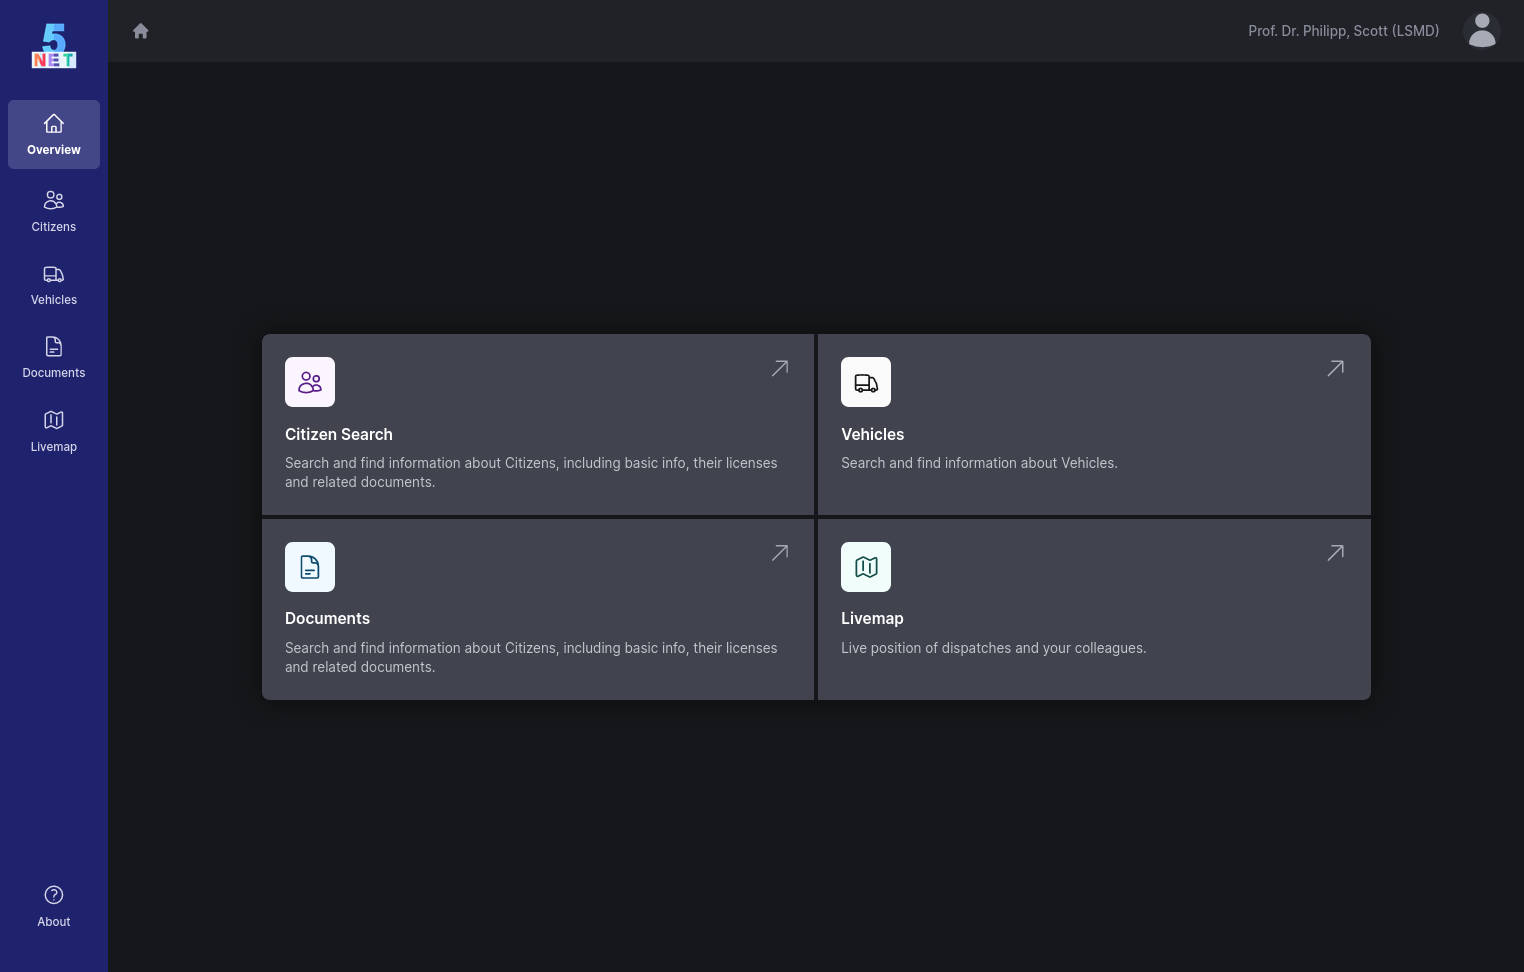 5
NET
Prof. Dr. Philipp, Scott (LSMD)
Overview
Citizens
Vehicles
Documents
Livemap
About
Citizen Search
Search and find information about Citizens, including basic info, their licenses
and related documents.
Vehicles
Search and find information about Vehicles.
Documents
Search and find information about Citizens, including basic info, their licenses
and related documents.
Livemap
Live position of dispatches and your colleagues.